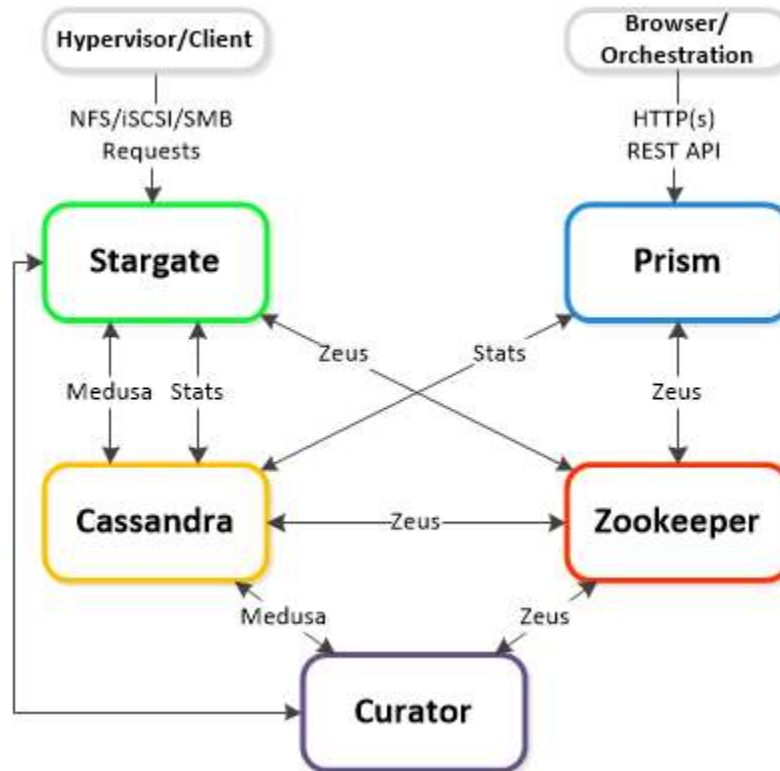 Hypervisor/Client
Browser/
Orchestration
NFS/iSCSI/SMB
Requests
HTTP(s)
REST API
Stargate
Prism
Zeus
Stats
Medusa
Stats
Zeus
Cassandra
Zeus
Zookeeper
Medusa
Zeus
Curator